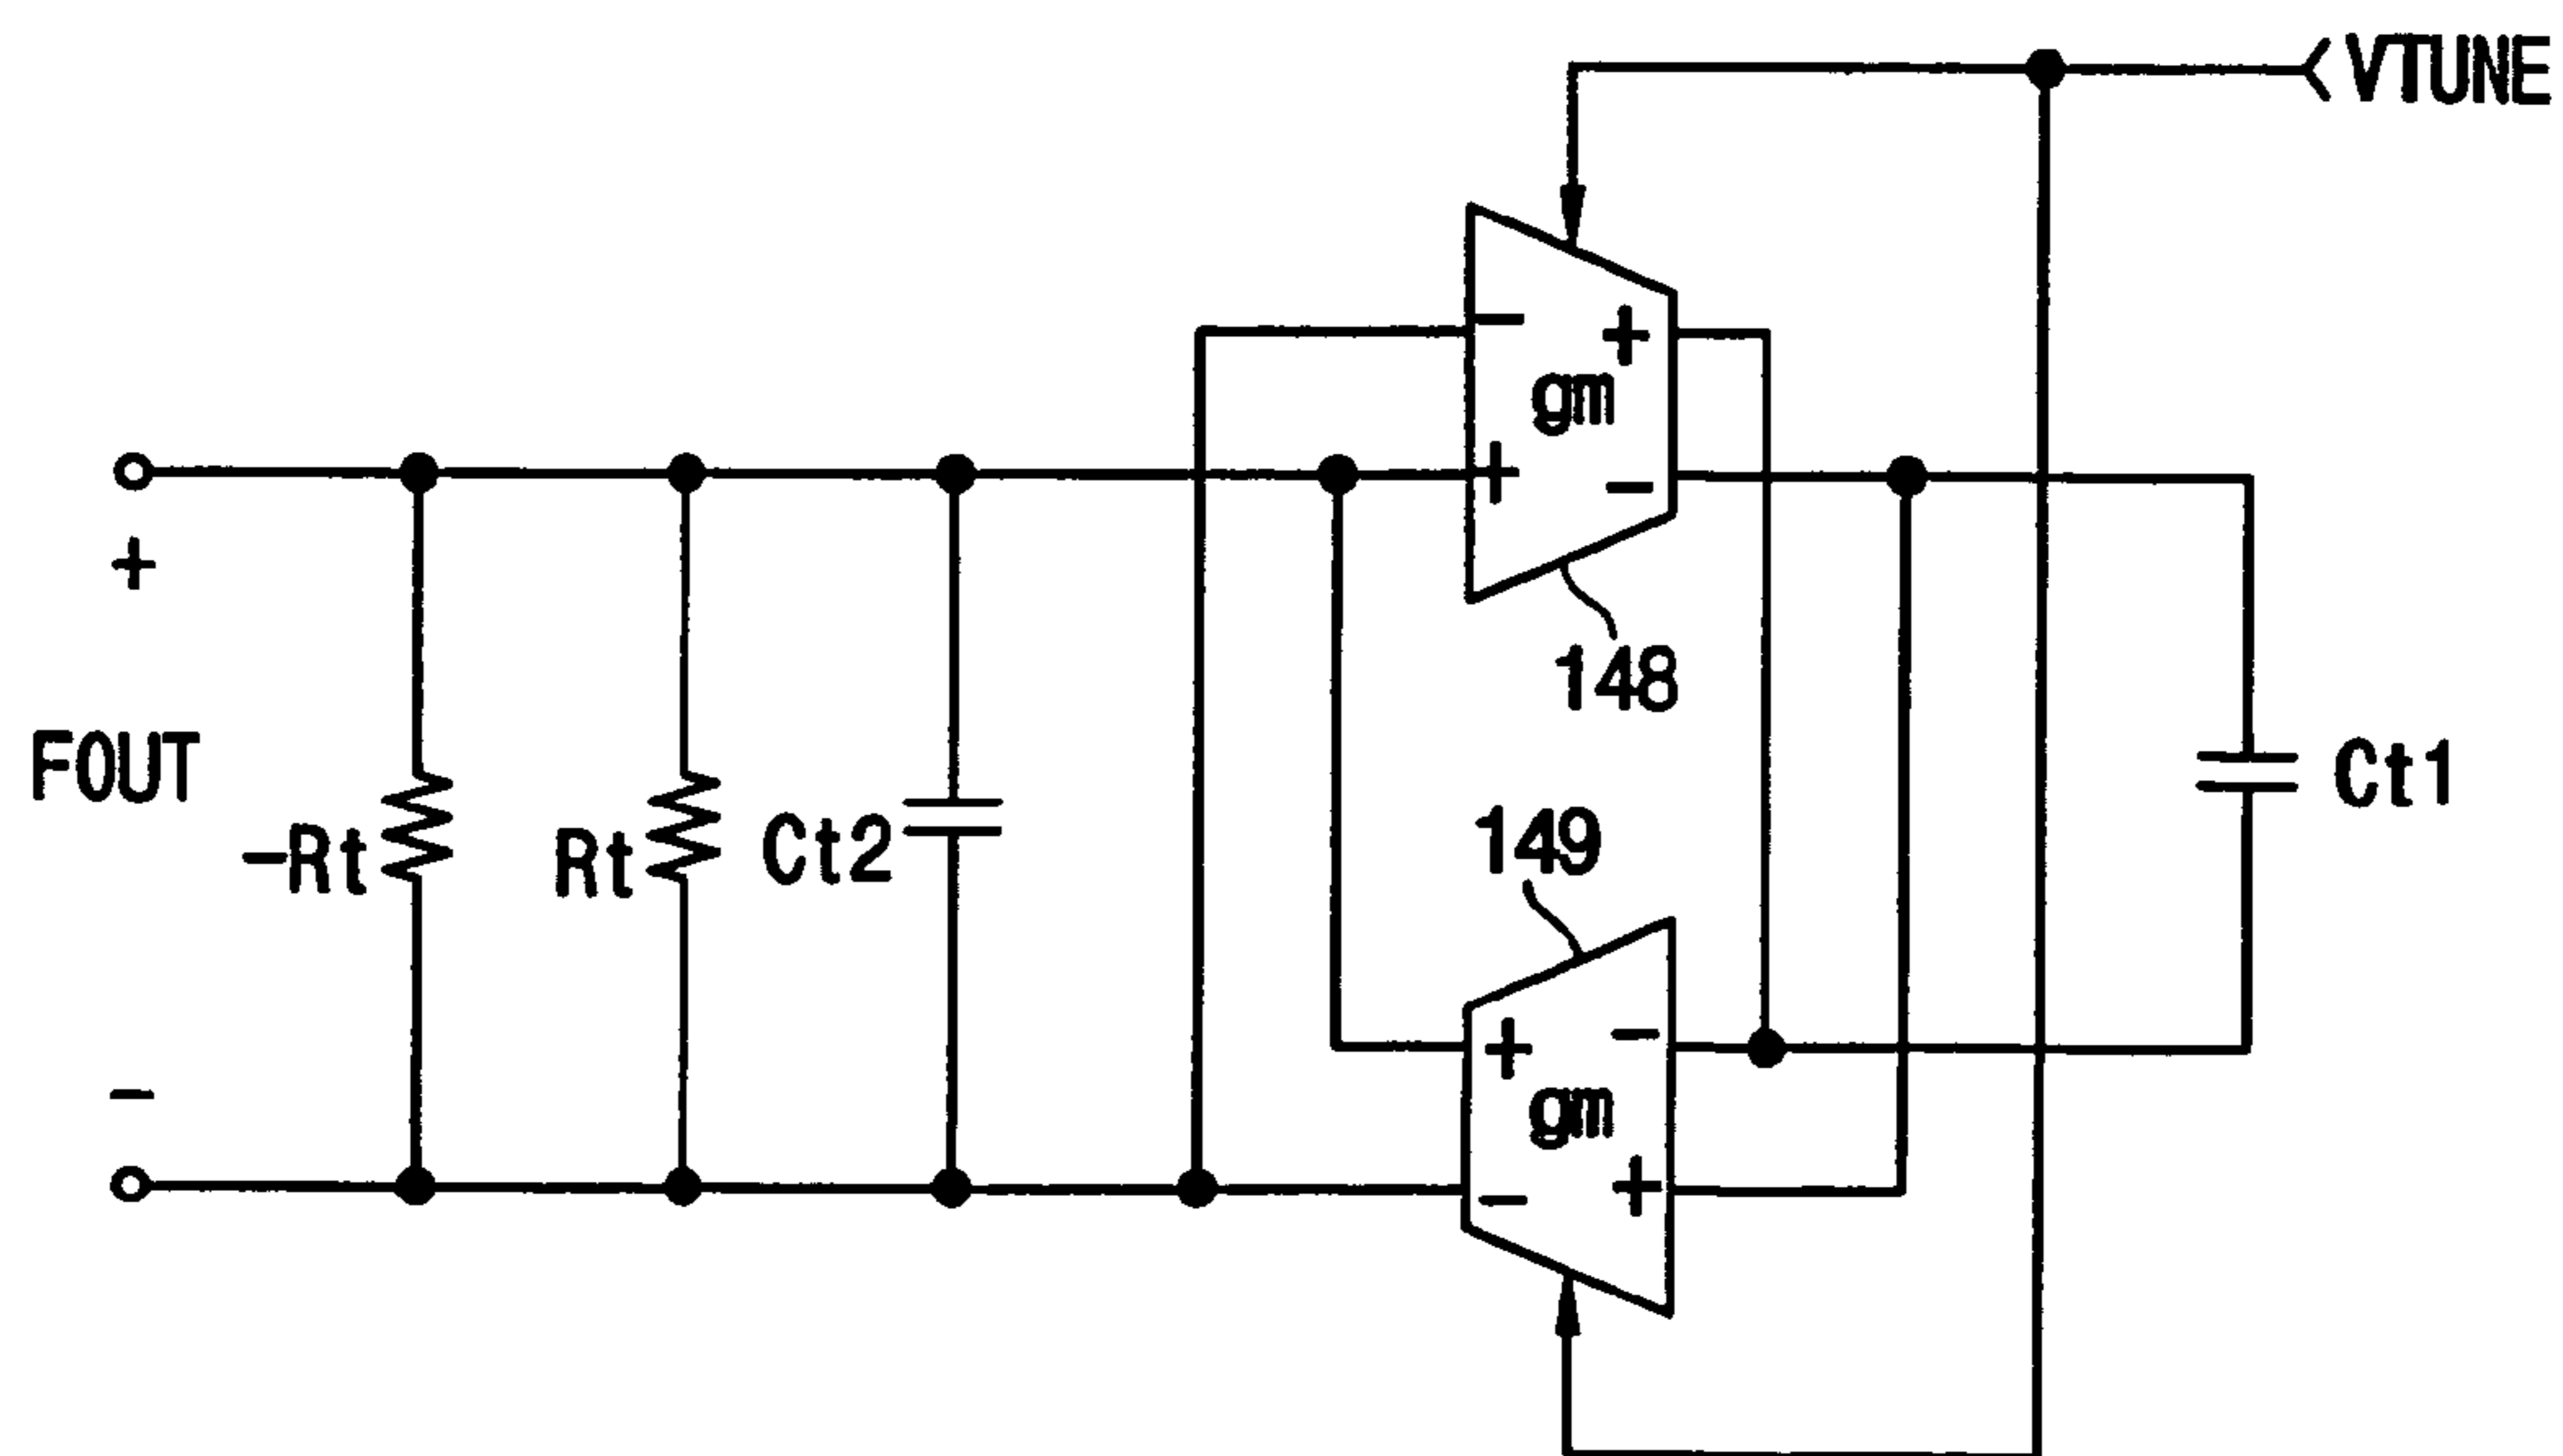 VTUNE
- +
gm
+ -
148
+
FOUT
-
-Rt
Rt
Ct2
Ct1
149
+ -
gm
- +